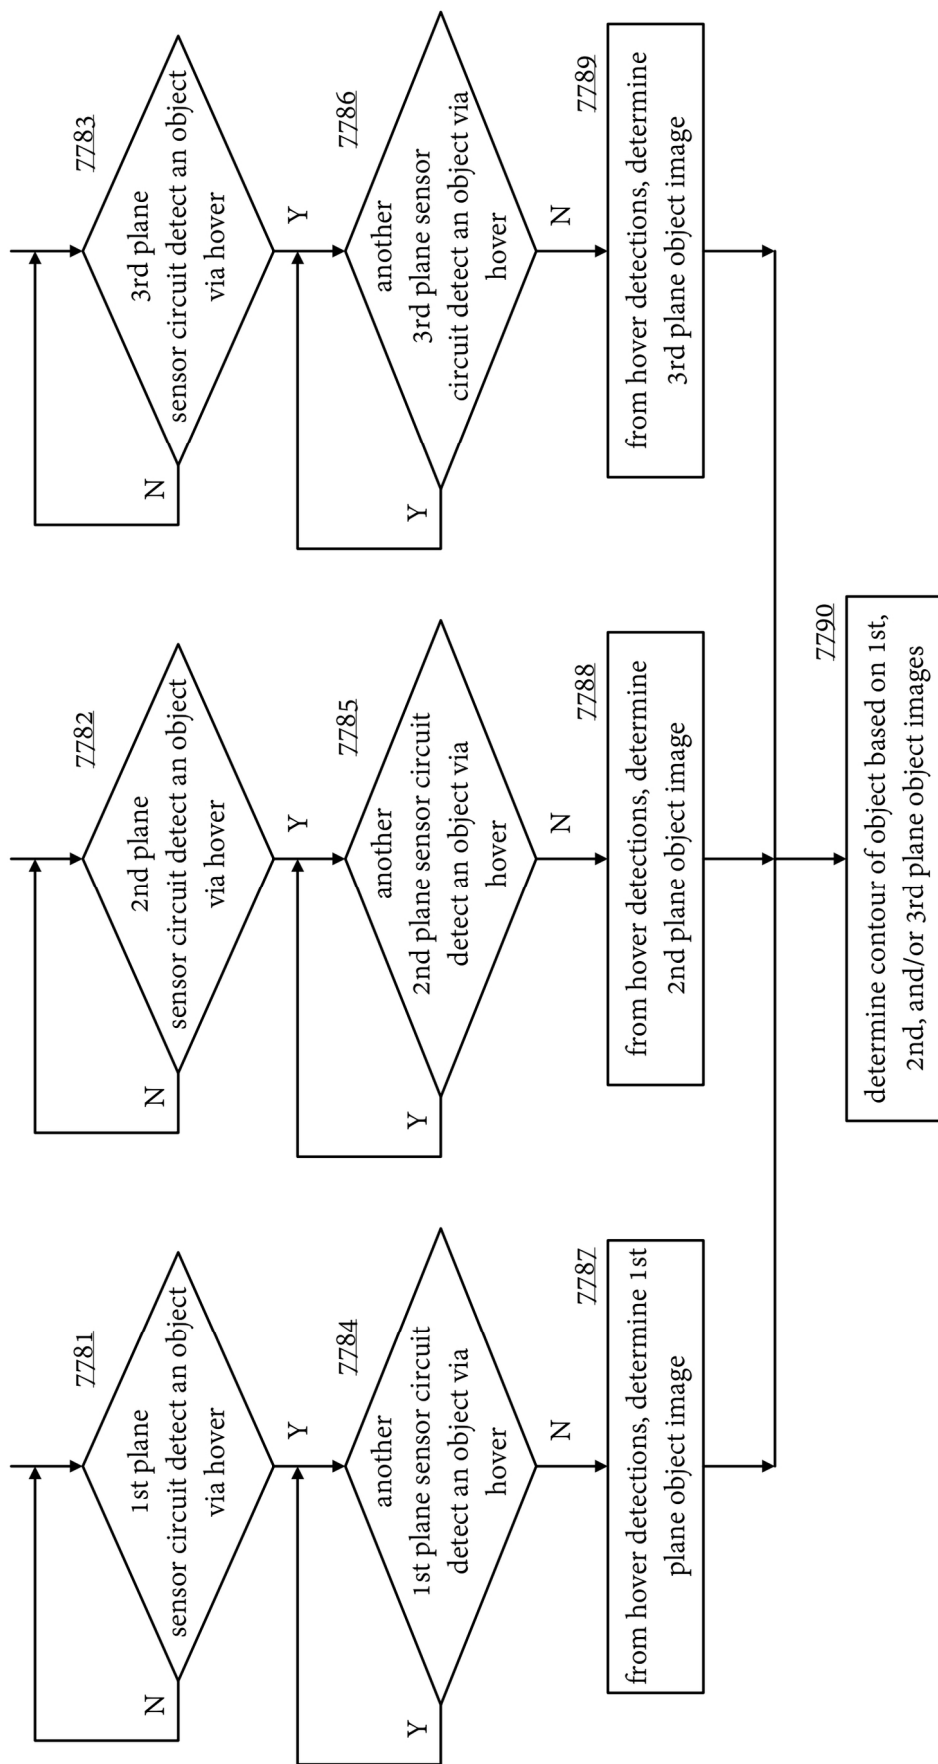 7781
1st plane
sensor circuit detect an object
via hover
N
Y
7784
another
1st plane sensor circuit
detect an object via
hover
Y
N
7787
from hover detections, determine 1st
plane object image
7782
2nd plane
sensor circuit detect an object
via hover
N
Y
7785
another
2nd plane sensor circuit
detect an object via
hover
Y
N
7788
from hover detections, determine
2nd plane object image
7783
3rd plane
sensor circuit detect an object
via hover
N
Y
7786
another
3rd plane sensor
circuit detect an object via
hover
Y
N
7789
from hover detections, determine
3rd plane object image
7790
determine contour of object based on 1st,
2nd, and/or 3rd plane object images